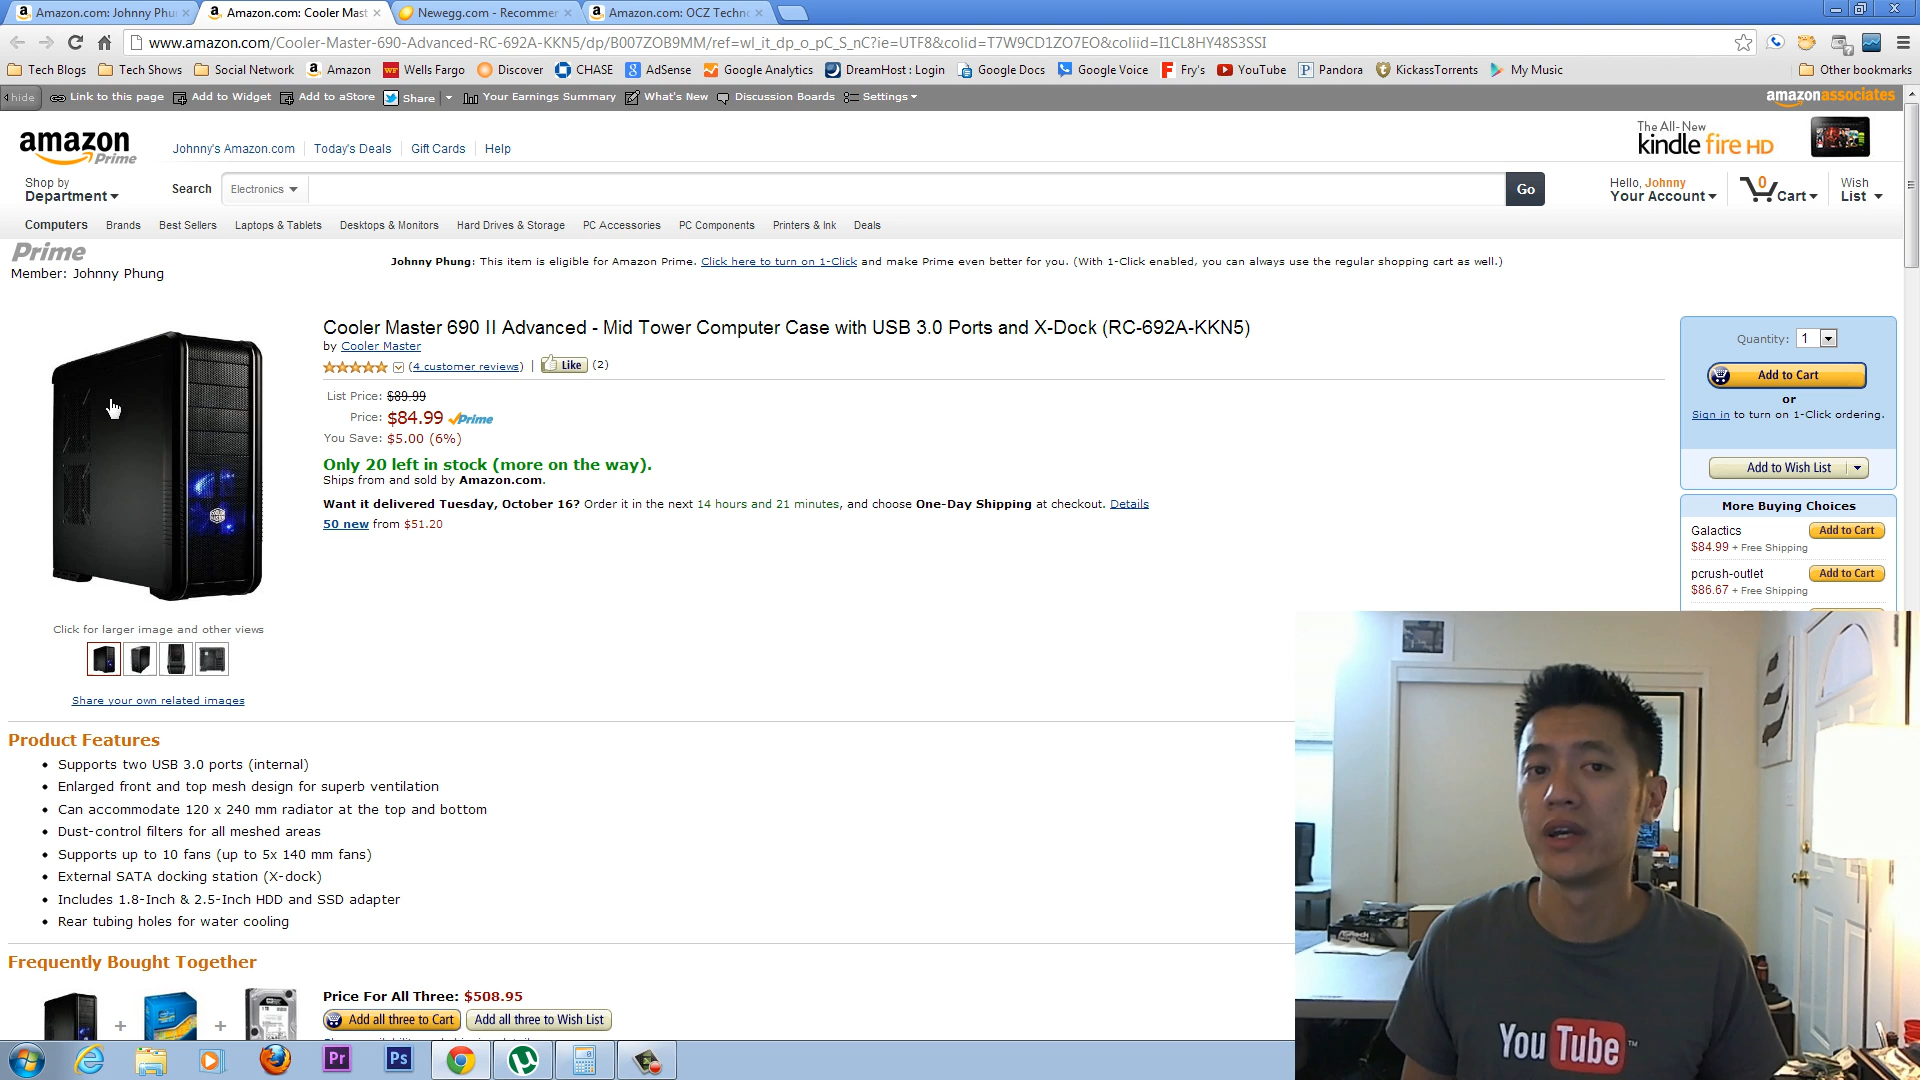 Amazon.com: Johnny Phun
Amazon.com: Cooler Mast
Newegg.com - Recommer
Amazon.com: OCZ Techno
www.amazon.com/Cooler-Master-690-Advanced-RC-692A-KKN5/dp/B007ZOB9MM/ref=wl_it_dp_o_pC_S_nC?ie=UTF8&colid=T7W9CD1ZO7EO&coliid=I1CL8HY48S3SSI
Tech Blogs Tech Shows Social Network Amazon Wells Fargo Discover CHASE AdSense Google Analytics DreamHost : Login Google Docs Google Voice Fry's YouTube Pandora KickassTorrents My Music Other bookmarks
hide Link to this page Add to Widget Add to aStore Share Your Earnings Summary What's New Discussion Boards Settings amazonassociates
amazon Prime
Johnny's Amazon.com Today's Deals Gift Cards Help
The All-New
kindle fire HD
Shop by
Department
Search Electronics Go
Hello, Johnny
Your Account
0
Cart
Wish
List
Computers Brands Best Sellers Laptops & Tablets Desktops & Monitors Hard Drives & Storage PC Accessories PC Components Printers & Ink Deals
Prime
Member: Johnny Phung
Johnny Phung: This item is eligible for Amazon Prime. Click here to turn on 1-Click and make Prime even better for you. (With 1-Click enabled, you can always use the regular shopping cart as well.)
Cooler Master 690 II Advanced - Mid Tower Computer Case with USB 3.0 Ports and X-Dock (RC-692A-KKN5)
by Cooler Master
(4 customer reviews) | Like (2)
List Price: $89.99
Price: $84.99 Prime
You Save: $5.00 (6%)
Only 20 left in stock (more on the way).
Ships from and sold by Amazon.com.
Want it delivered Tuesday, October 16? Order it in the next 14 hours and 21 minutes, and choose One-Day Shipping at checkout. Details
50 new from $51.20
COOLER MASTER
Click for larger image and other views
Share your own related images
Quantity: 1
Add to Cart
or
Sign in to turn on 1-Click ordering.
Add to Wish List
More Buying Choices
Galactics Add to Cart
$84.99 + Free Shipping
pcrush-outlet Add to Cart
$86.67 + Free Shipping
Product Features
Supports two USB 3.0 ports (internal)
Enlarged front and top mesh design for superb ventilation
Can accommodate 120 x 240 mm radiator at the top and bottom
Dust-control filters for all meshed areas
Supports up to 10 fans (up to 5x 140 mm fans)
External SATA docking station (X-dock)
Includes 1.8-Inch & 2.5-Inch HDD and SSD adapter
Rear tubing holes for water cooling
Frequently Bought Together
Price For All Three: $508.95
Add all three to Cart Add all three to Wish List
Pr Ps
YouTube ™